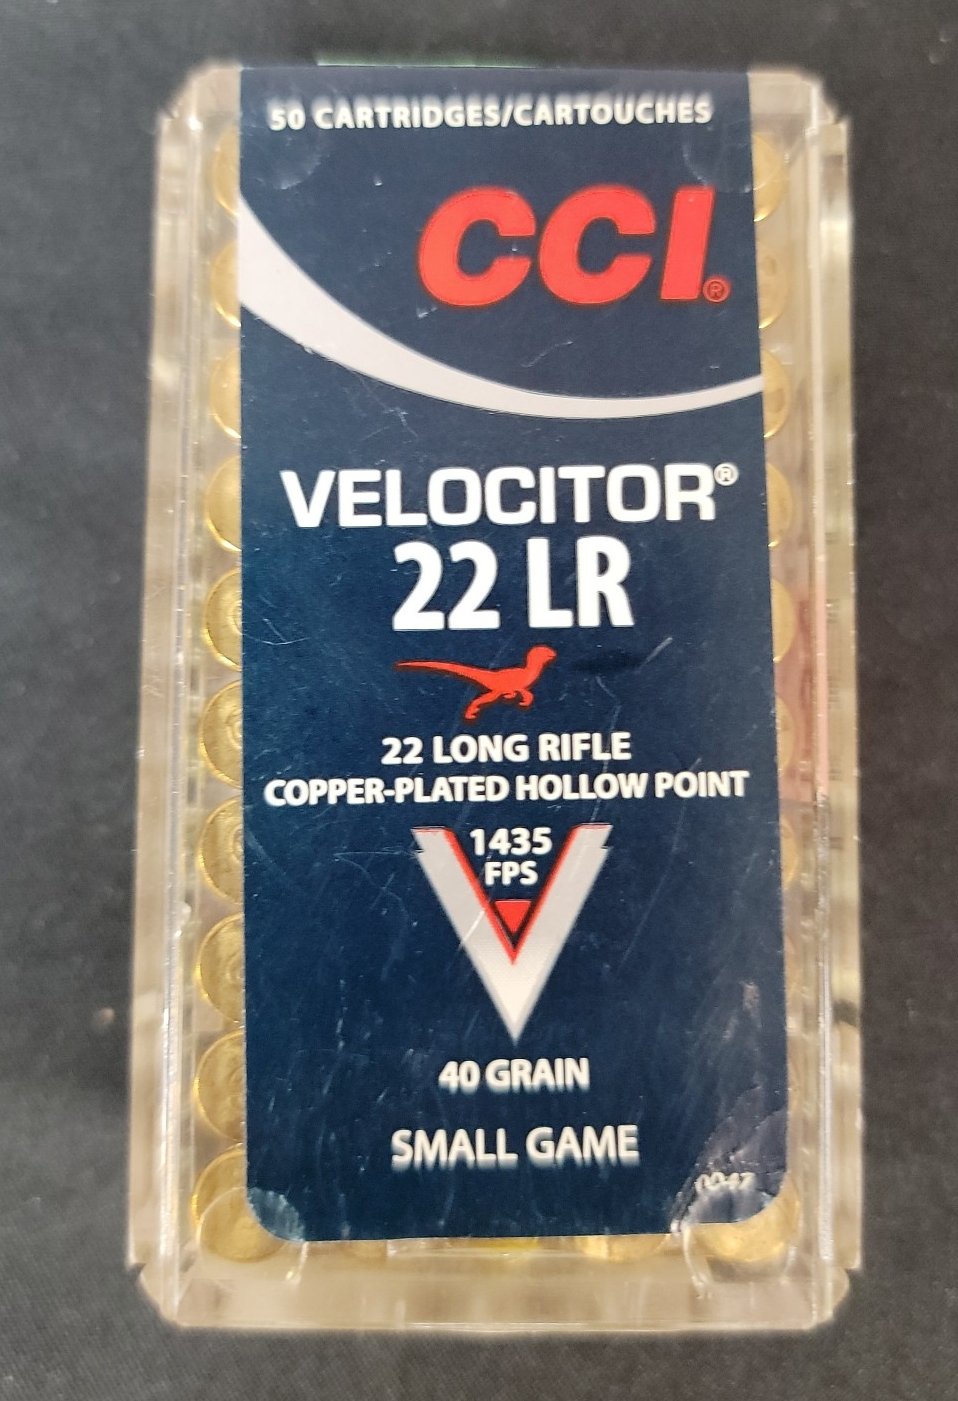 50 CARTRIDGES/CARTOUCHES
CCI®
VELOCITOR®
22 LR
22 LONG RIFLE
COPPER-PLATED HOLLOW POINT
1435
FPS
40 GRAIN
SMALL GAME
0047